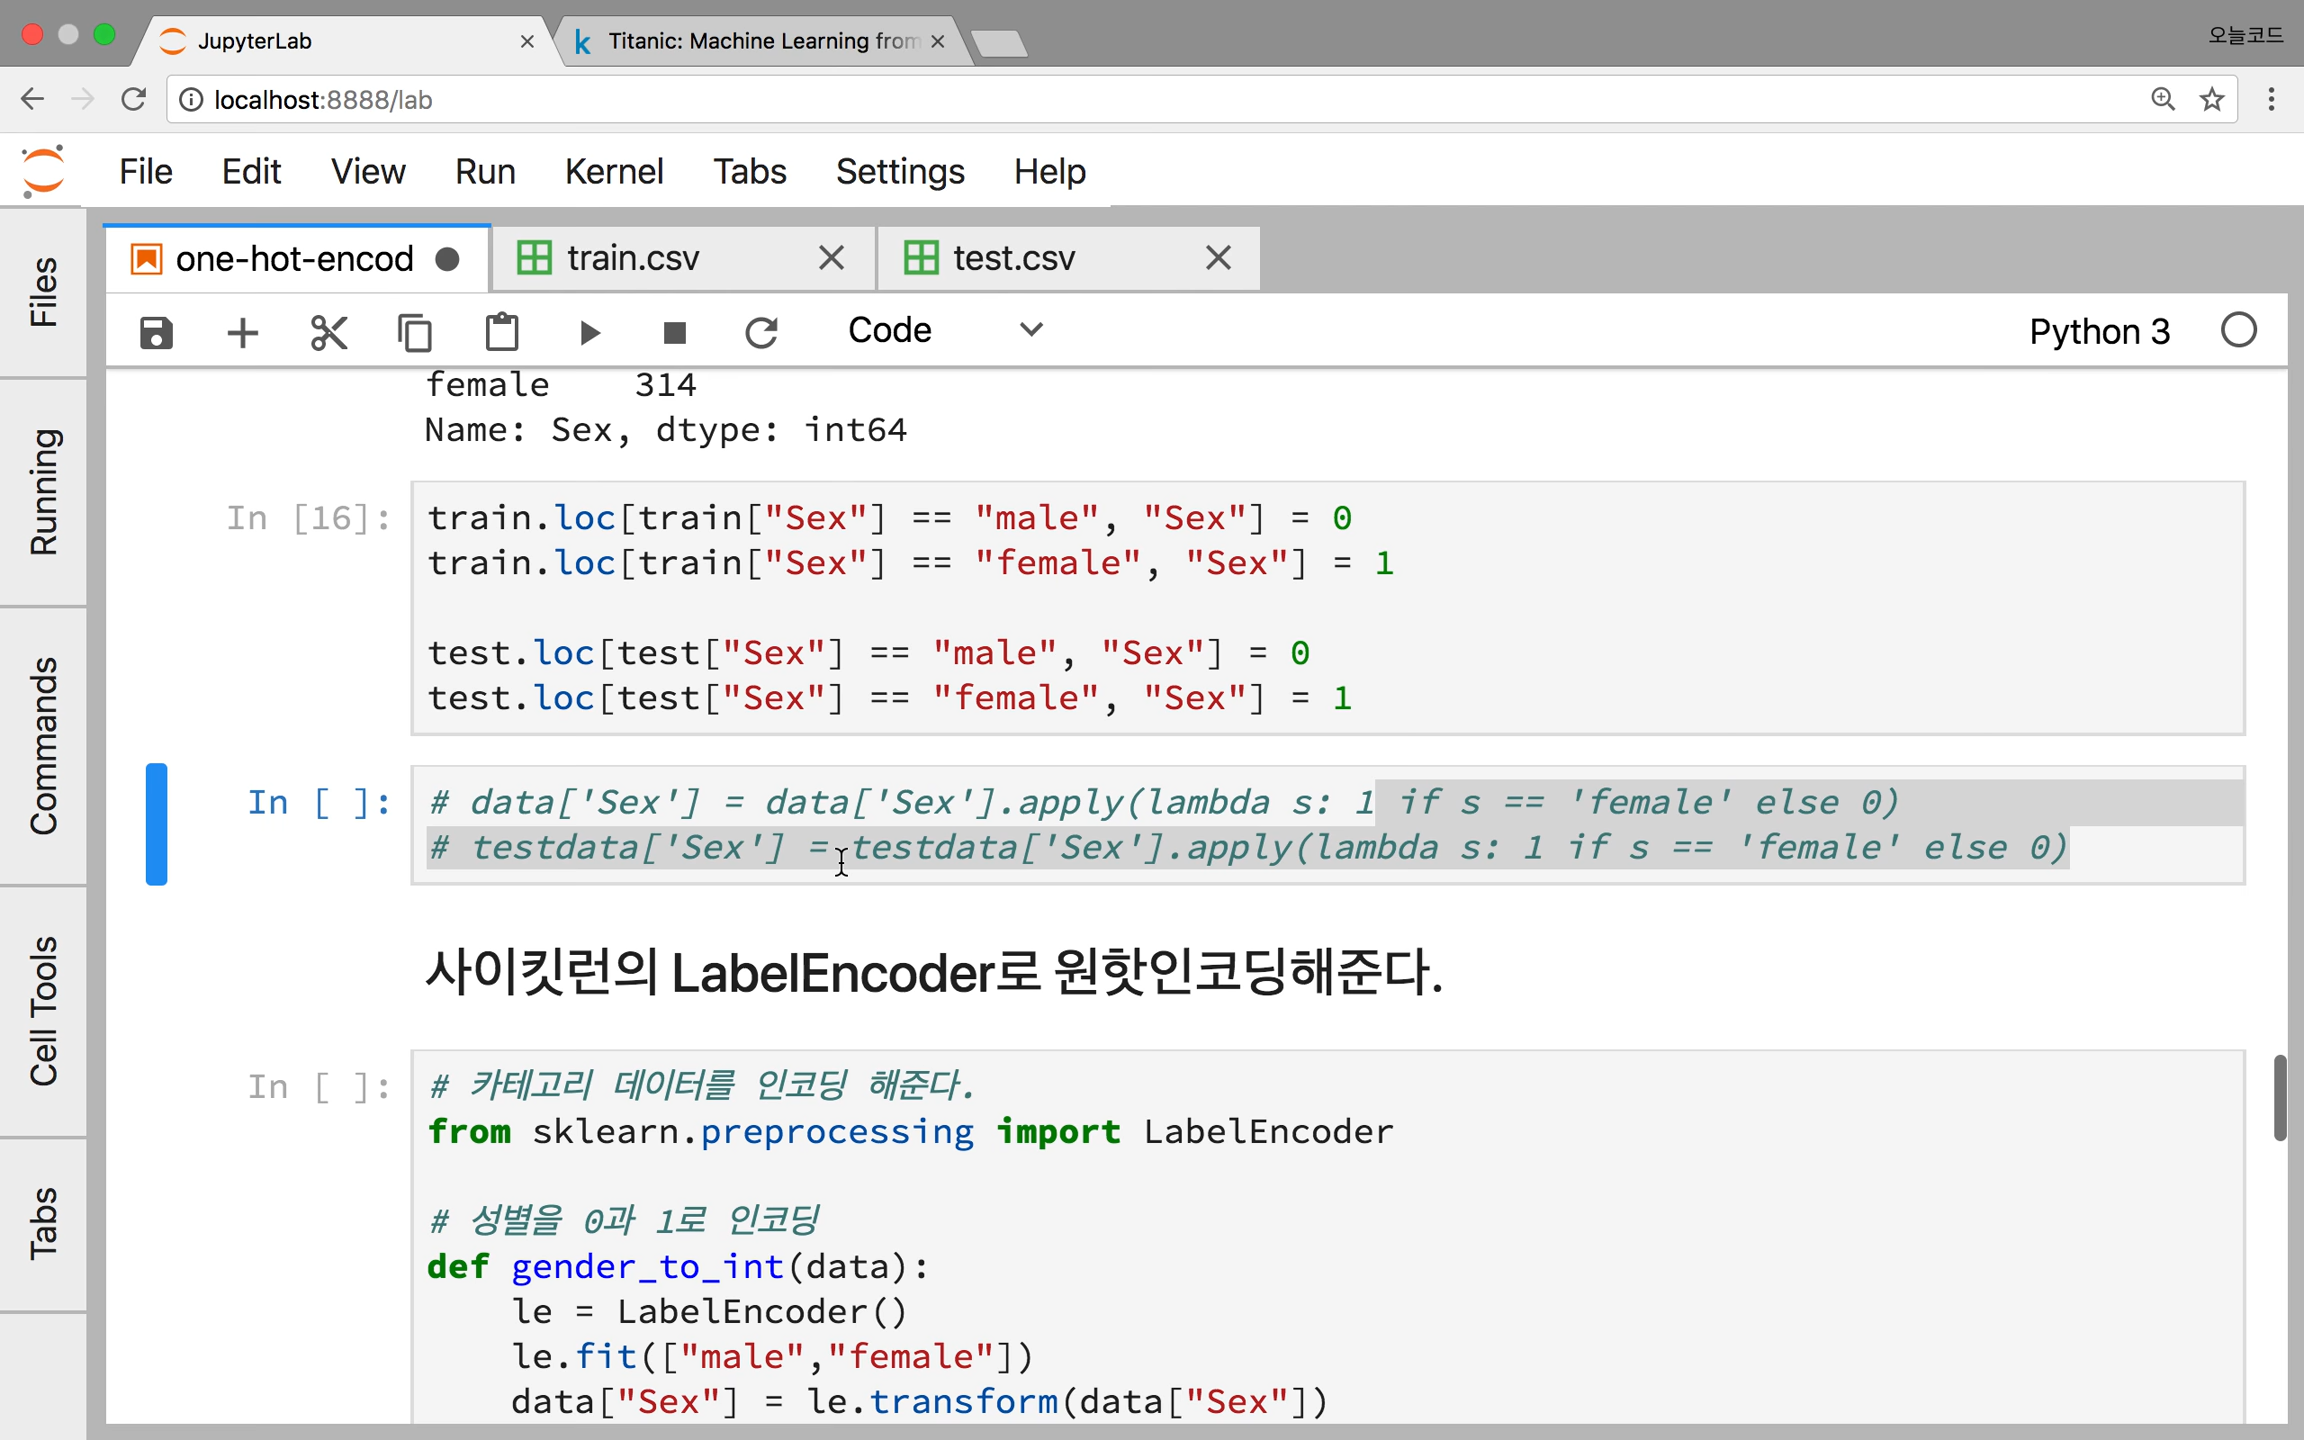 JupyterLab
Titanic: Machine Learning from
오늘코드
localhost:8888/lab
File Edit View Run Kernel Tabs Settings Help
one-hot-encod
train.csv
test.csv
Code
Python 3
Files
Running
Commands
Cell Tools
Tabs
female    314
Name: Sex, dtype: int64
In [16]:
train.loc[train["Sex"] == "male", "Sex"] = 0
train.loc[train["Sex"] == "female", "Sex"] = 1
test.loc[test["Sex"] == "male", "Sex"] = 0
test.loc[test["Sex"] == "female", "Sex"] = 1
In [ ]:
# data['Sex'] = data['Sex'].apply(lambda s: 1 if s == 'female' else 0)
# testdata['Sex'] = testdata['Sex'].apply(lambda s: 1 if s == 'female' else 0)
사이킷런의 LabelEncoder로 원핫인코딩해준다.
In [ ]:
# 카테고리 데이터를 인코딩 해준다.
from sklearn.preprocessing import LabelEncoder
# 성별을 0과 1로 인코딩
def gender_to_int(data):
    le = LabelEncoder()
    le.fit(["male","female"])
    data["Sex"] = le.transform(data["Sex"])